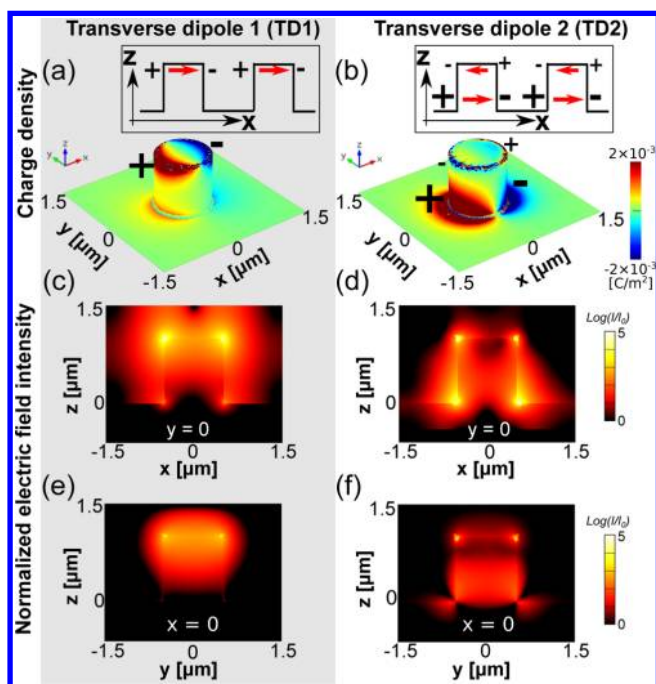 Transverse dipole 1 (TD1)
Transverse dipole 2 (TD2)
Charge density
(a)
z
+ - + -
x
z
y
x
+
-
1.5
0
-1.5
y [µm]
1.5
0
-1.5
x [µm]
(b)
z
- + - +
+ - + -
x
z
y
x
+
-
+
-
1.5
0
-1.5
y [µm]
1.5
0
x [µm]
2×10⁻³
-2×10⁻³
[C/m²]
Normalized electric field intensity
(c)
1.5
z [µm]
0
y = 0
-1.5
1.5
x [µm]
(d)
1.5
z [µm]
0
y = 0
-1.5
1.5
x [µm]
Log(I/I₀)
5
0
(e)
1.5
z [µm]
0
x = 0
-1.5
1.5
y [µm]
(f)
1.5
z [µm]
0
x = 0
-1.5
1.5
y [µm]
Log(I/I₀)
5
0